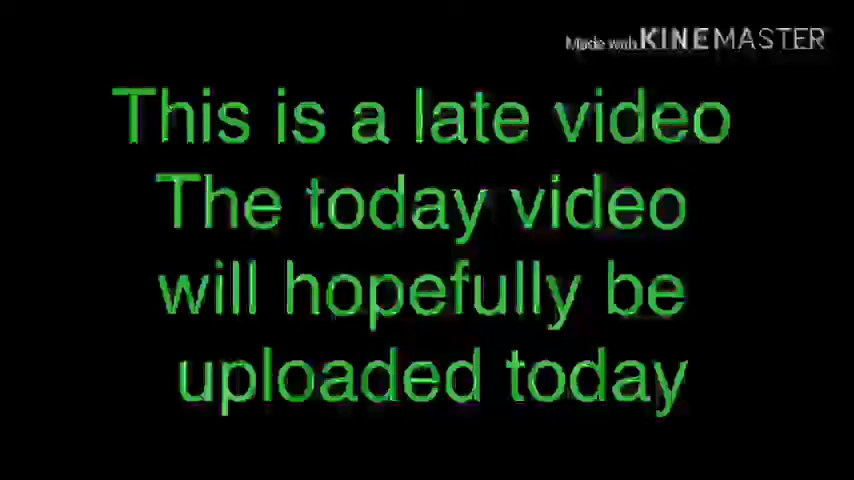 Made with KINEMASTER
This is a late video
The today video
will hopefully be
uploaded today